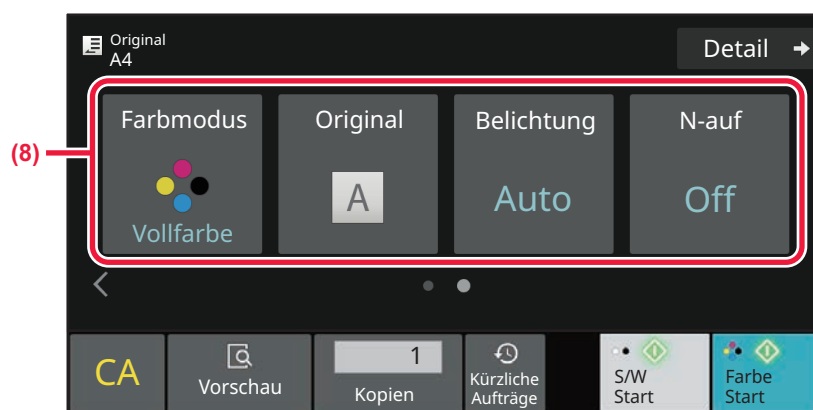 Original
A4
Detail
(8)
Farbmodus
Original
Belichtung
N-auf
A
Auto
Off
Vollfarbe
CA
Vorschau
1
Kopien
Kürzliche
Aufträge
S/W
Start
Farbe
Start